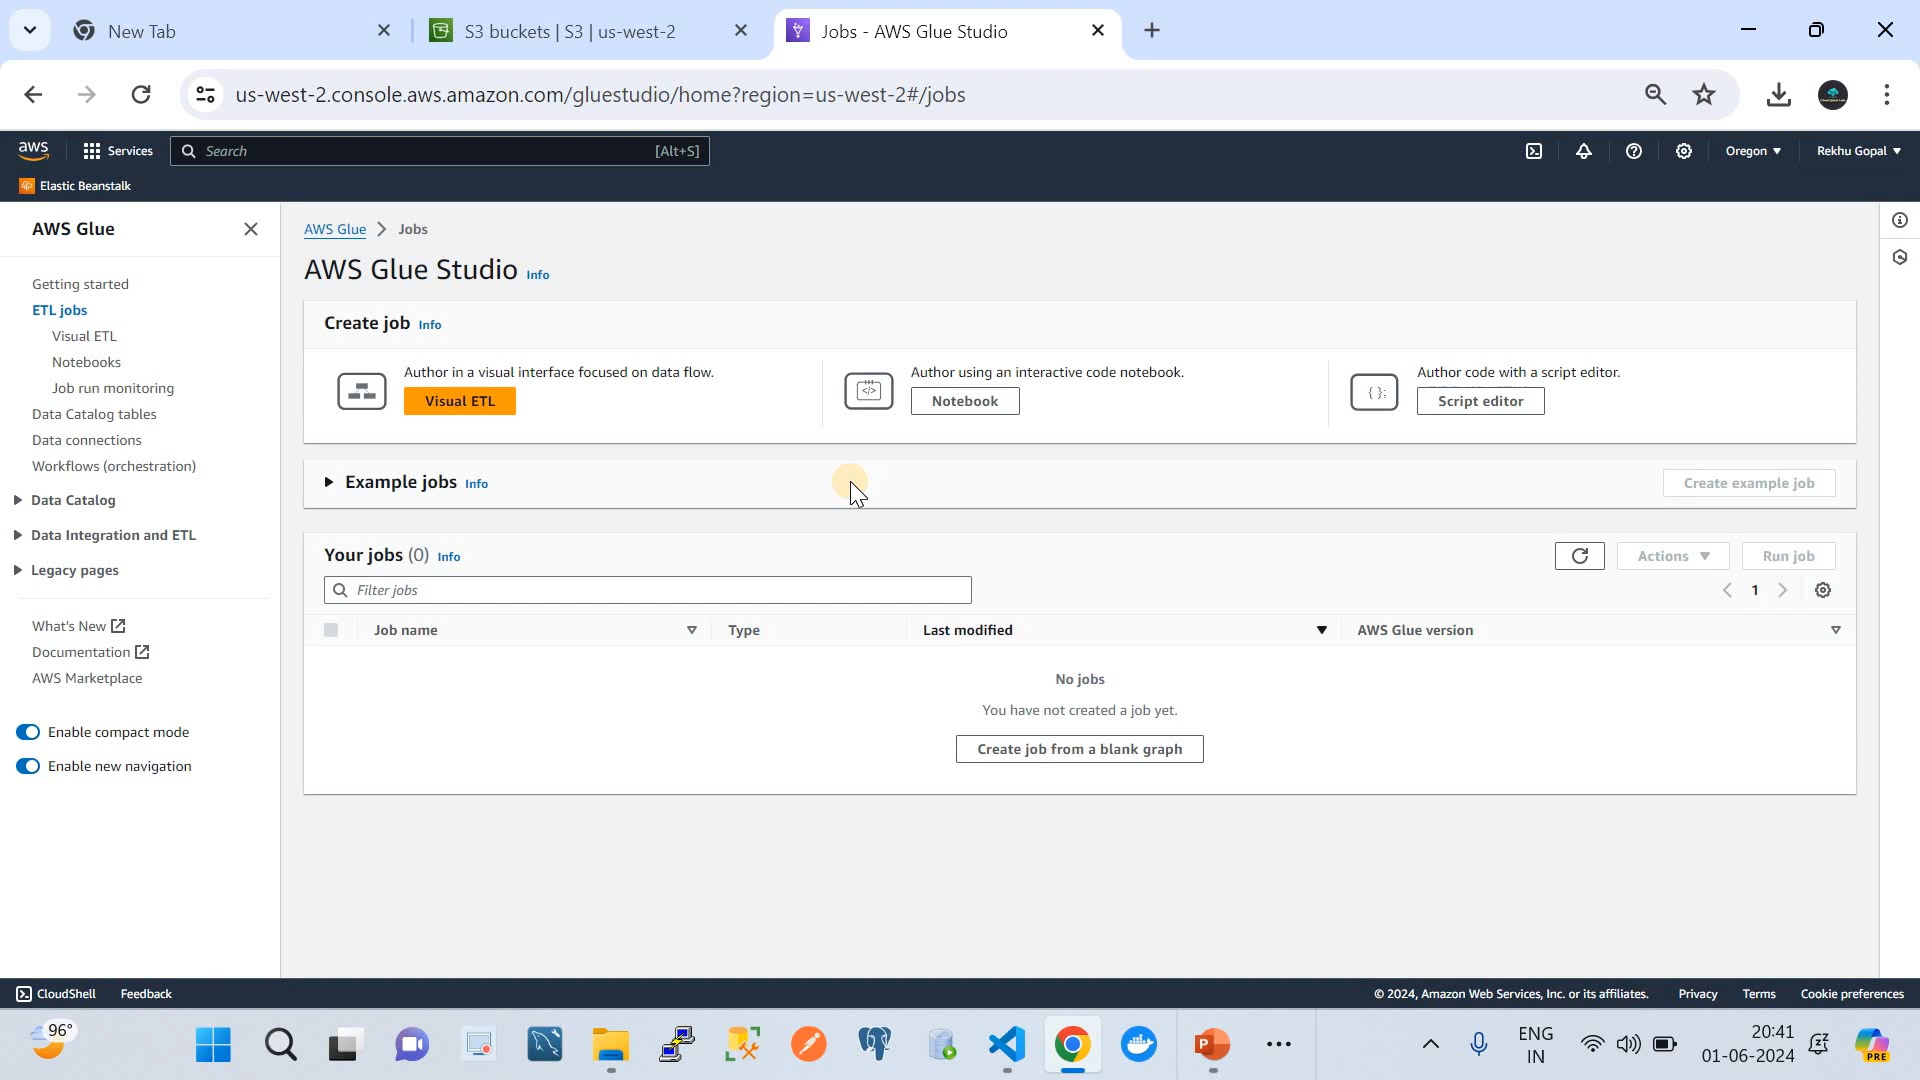 New Tab
S3 buckets | S3 | us-west-2
Jobs - AWS Glue Studio
us-west-2.console.aws.amazon.com/gluestudio/home?region=us-west-2#/jobs
aws
Services
Search
[Alt+S]
Oregon
Rekhu Gopal
Elastic Beanstalk
AWS Glue
Getting started
ETL jobs
Visual ETL
Notebooks
Job run monitoring
Data Catalog tables
Data connections
Workflows (orchestration)
Data Catalog
Data Integration and ETL
Legacy pages
What's New
Documentation
AWS Marketplace
Enable compact mode
Enable new navigation
AWS Glue > Jobs
AWS Glue Studio Info
Create job Info
Author in a visual interface focused on data flow.
Visual ETL
Author using an interactive code notebook.
Notebook
Author code with a script editor.
Script editor
Example jobs Info
Create example job
Your jobs (0) Info
Actions
Run job
Filter jobs
1
Job name
Type
Last modified
AWS Glue version
No jobs
You have not created a job yet.
Create job from a blank graph
CloudShell
Feedback
© 2024, Amazon Web Services, Inc. or its affiliates.
Privacy
Terms
Cookie preferences
96°
ENG
IN
20:41
01-06-2024
PRE